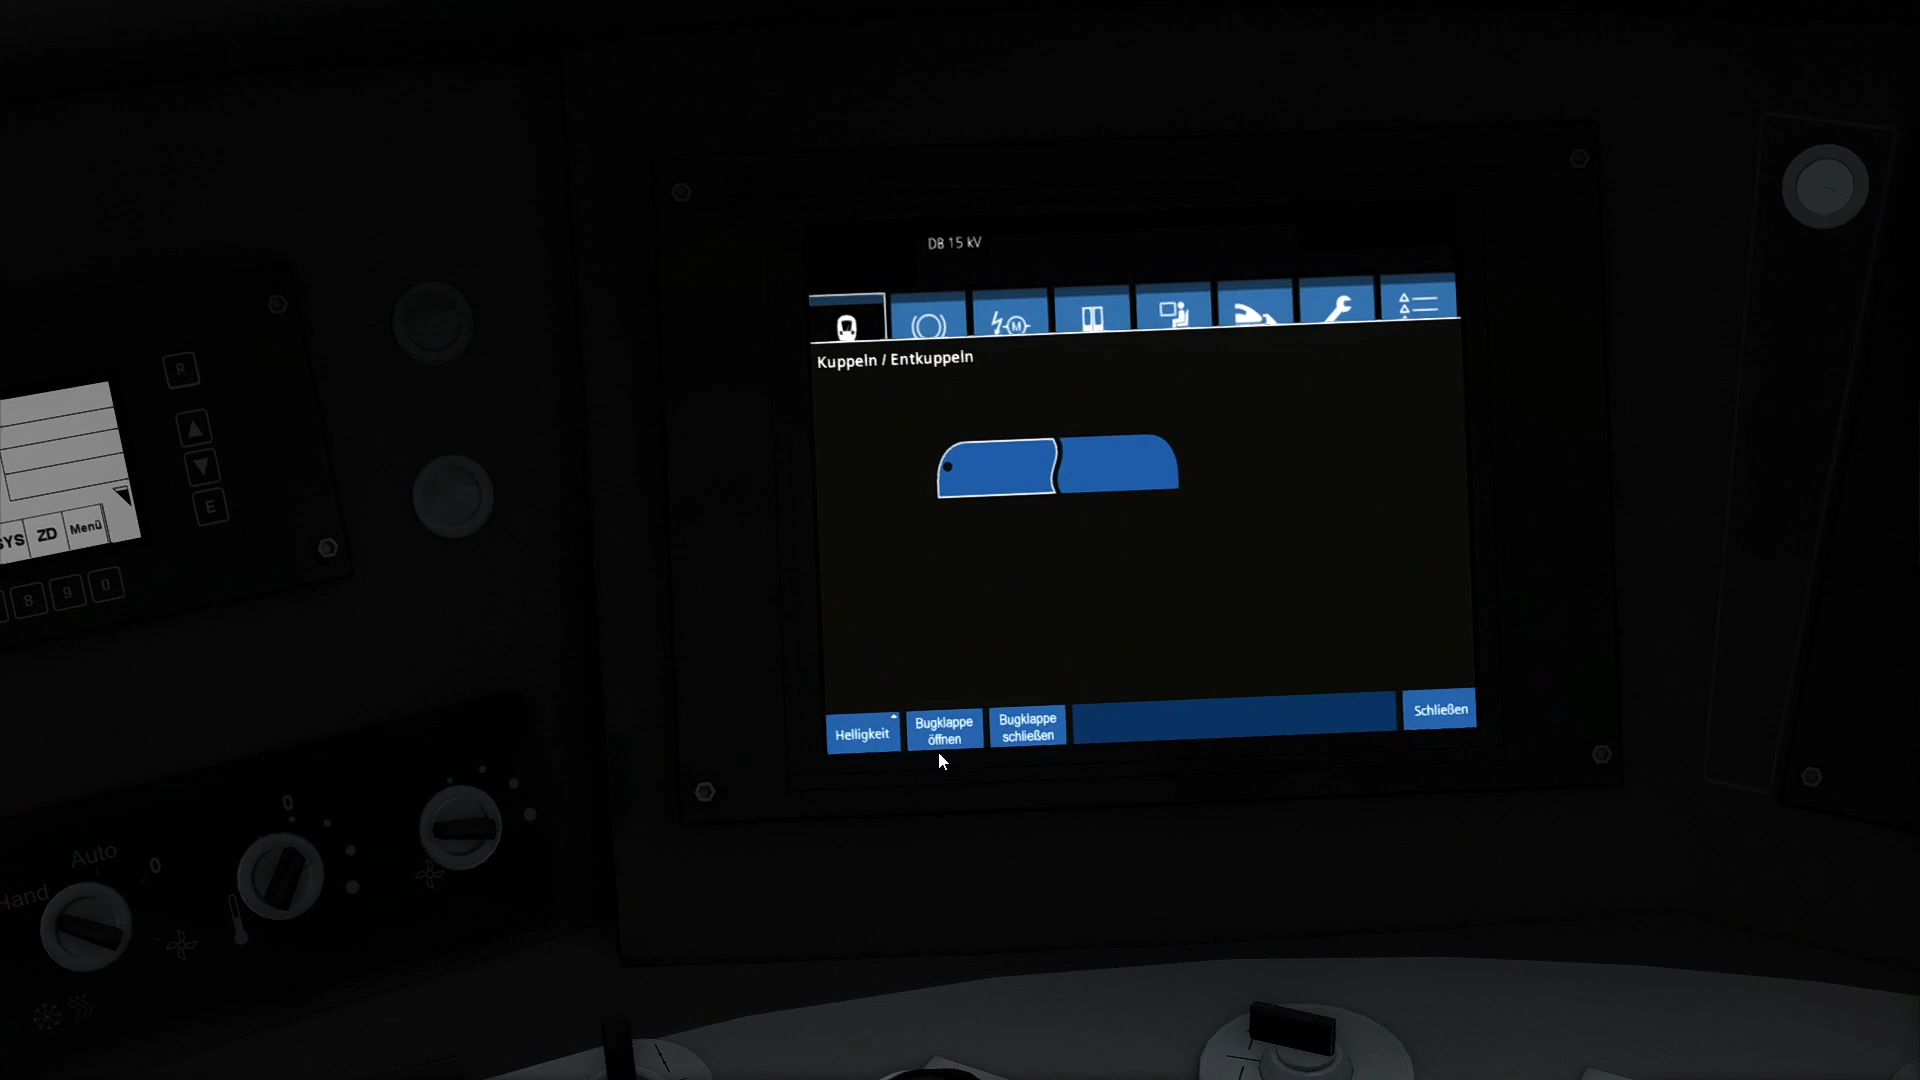 DB 15 kV
M
Kuppeln / Entkuppeln
Helligkeit
Bugklappe
öffnen
Bugklappe
schließen
Schließen
R
E
SYS
ZD
Menü
8
9
0
Hand
Auto
0
0